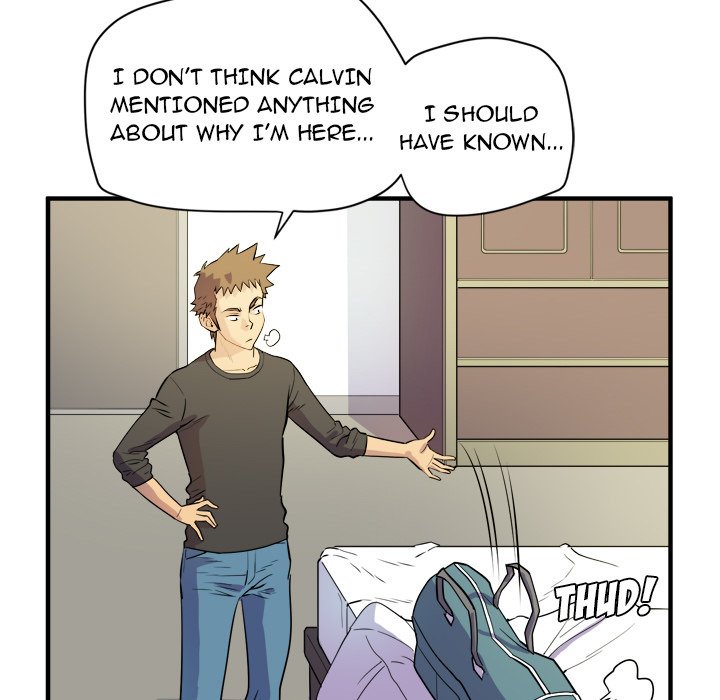 I DON'T THINK CALVIN
MENTIONED ANYTHING
ABOUT WHY I'M HERE...
I SHOULD
HAVE KNOWN...
THUD!